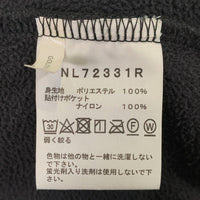 NL72331R
身生地 ポリエステル 100%
貼付けポケット
ナイロン 100%
弱く絞る
色物は他の物と一緒に洗濯しない
で下さい。
蛍光剤入り洗剤は使用しないで
下さい。